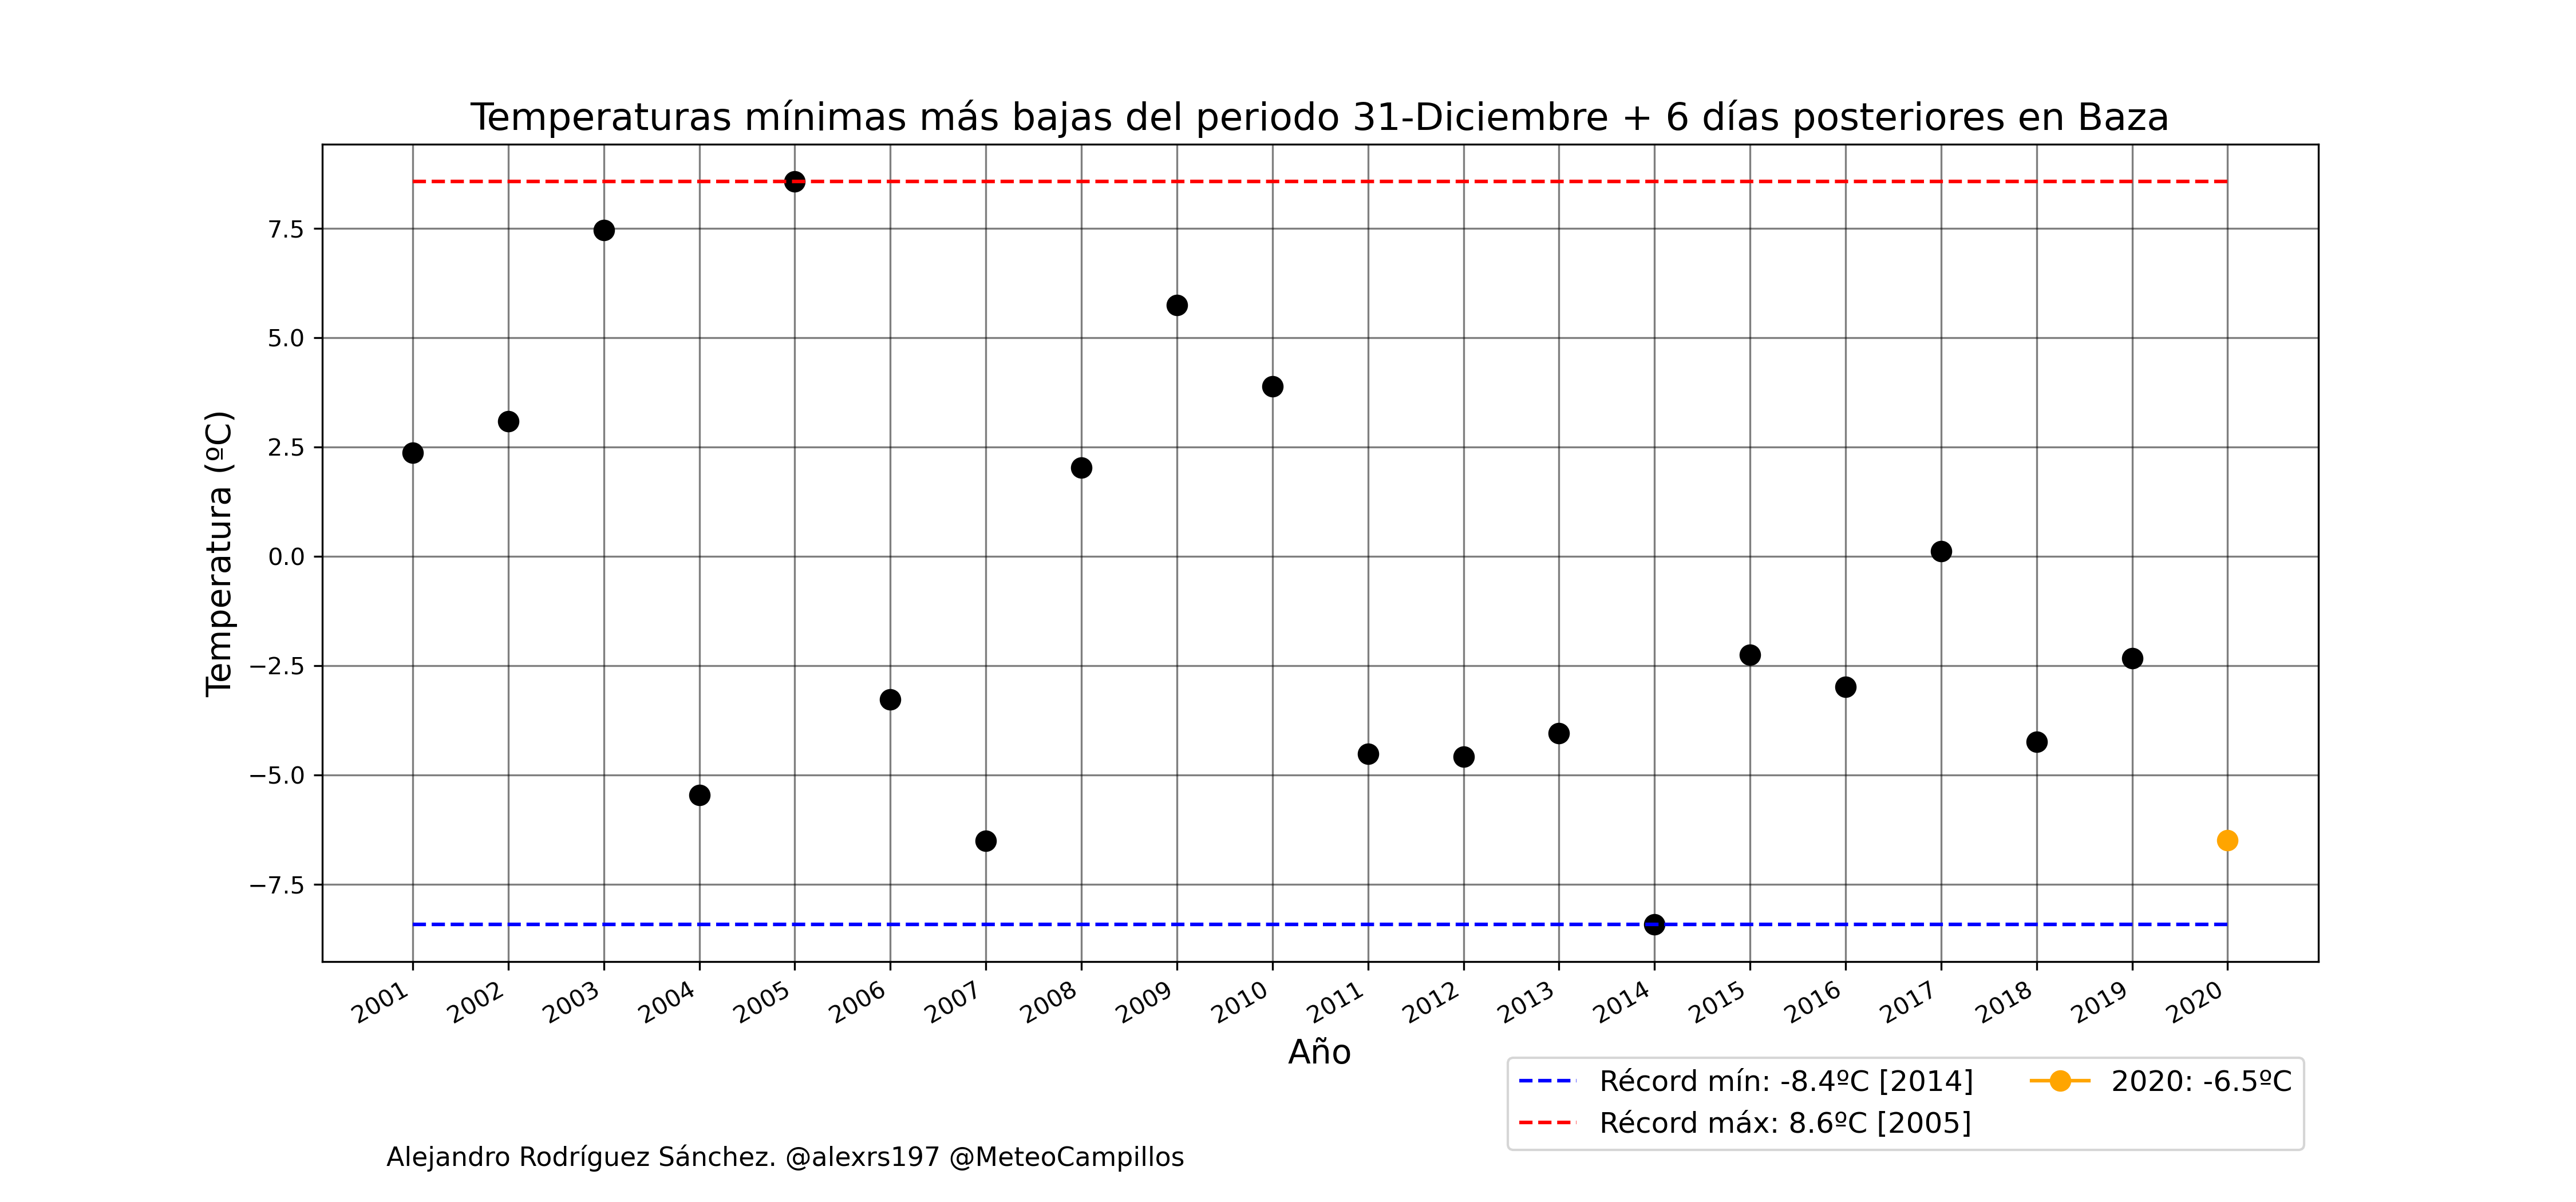 Temperaturas mínimas más bajas del periodo 31-Diciembre + 6 días posteriores en Baza
Temperatura (ºC)
7.5
5.0
2.5
0.0
−2.5
−5.0
−7.5
2001 2002 2003 2004 2005 2006 2007 2008 2009 2010 2011 2012 2013 2014 2015 2016 2017 2018 2019 2020
Año
Récord mín: -8.4ºC [2014]
Récord máx: 8.6ºC [2005]
2020: -6.5ºC
Alejandro Rodríguez Sánchez. @alexrs197 @MeteoCampillos